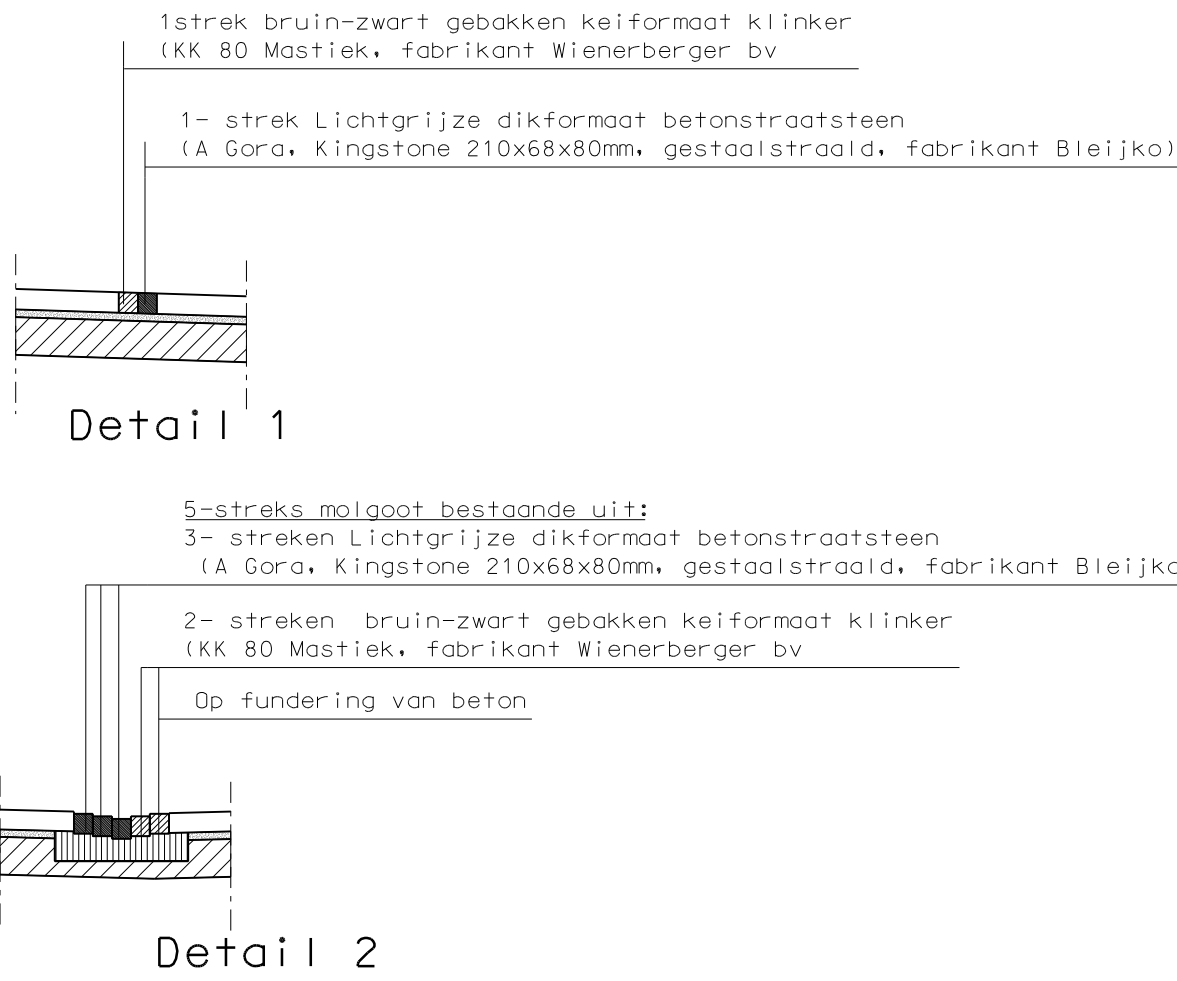 1strek bruin-zwart gebakken keiformaat klinker
(KK 80 Mastiek, fabrikant Wienerberger bv
1- strek Lichtgrijze dikformaat betonstraatsteen
(A Gora, Kingstone 210x68x80mm, gestaalstraald, fabrikant Bleijko)
Detail 1
5-streks molgoot bestaande uit:
3- streken Lichtgrijze dikformaat betonstraatsteen
(A Gora, Kingstone 210x68x80mm, gestaalstraald, fabrikant Bleijko
2- streken bruin-zwart gebakken keiformaat klinker
(KK 80 Mastiek, fabrikant Wienerberger bv
Op fundering van beton
Detail 2